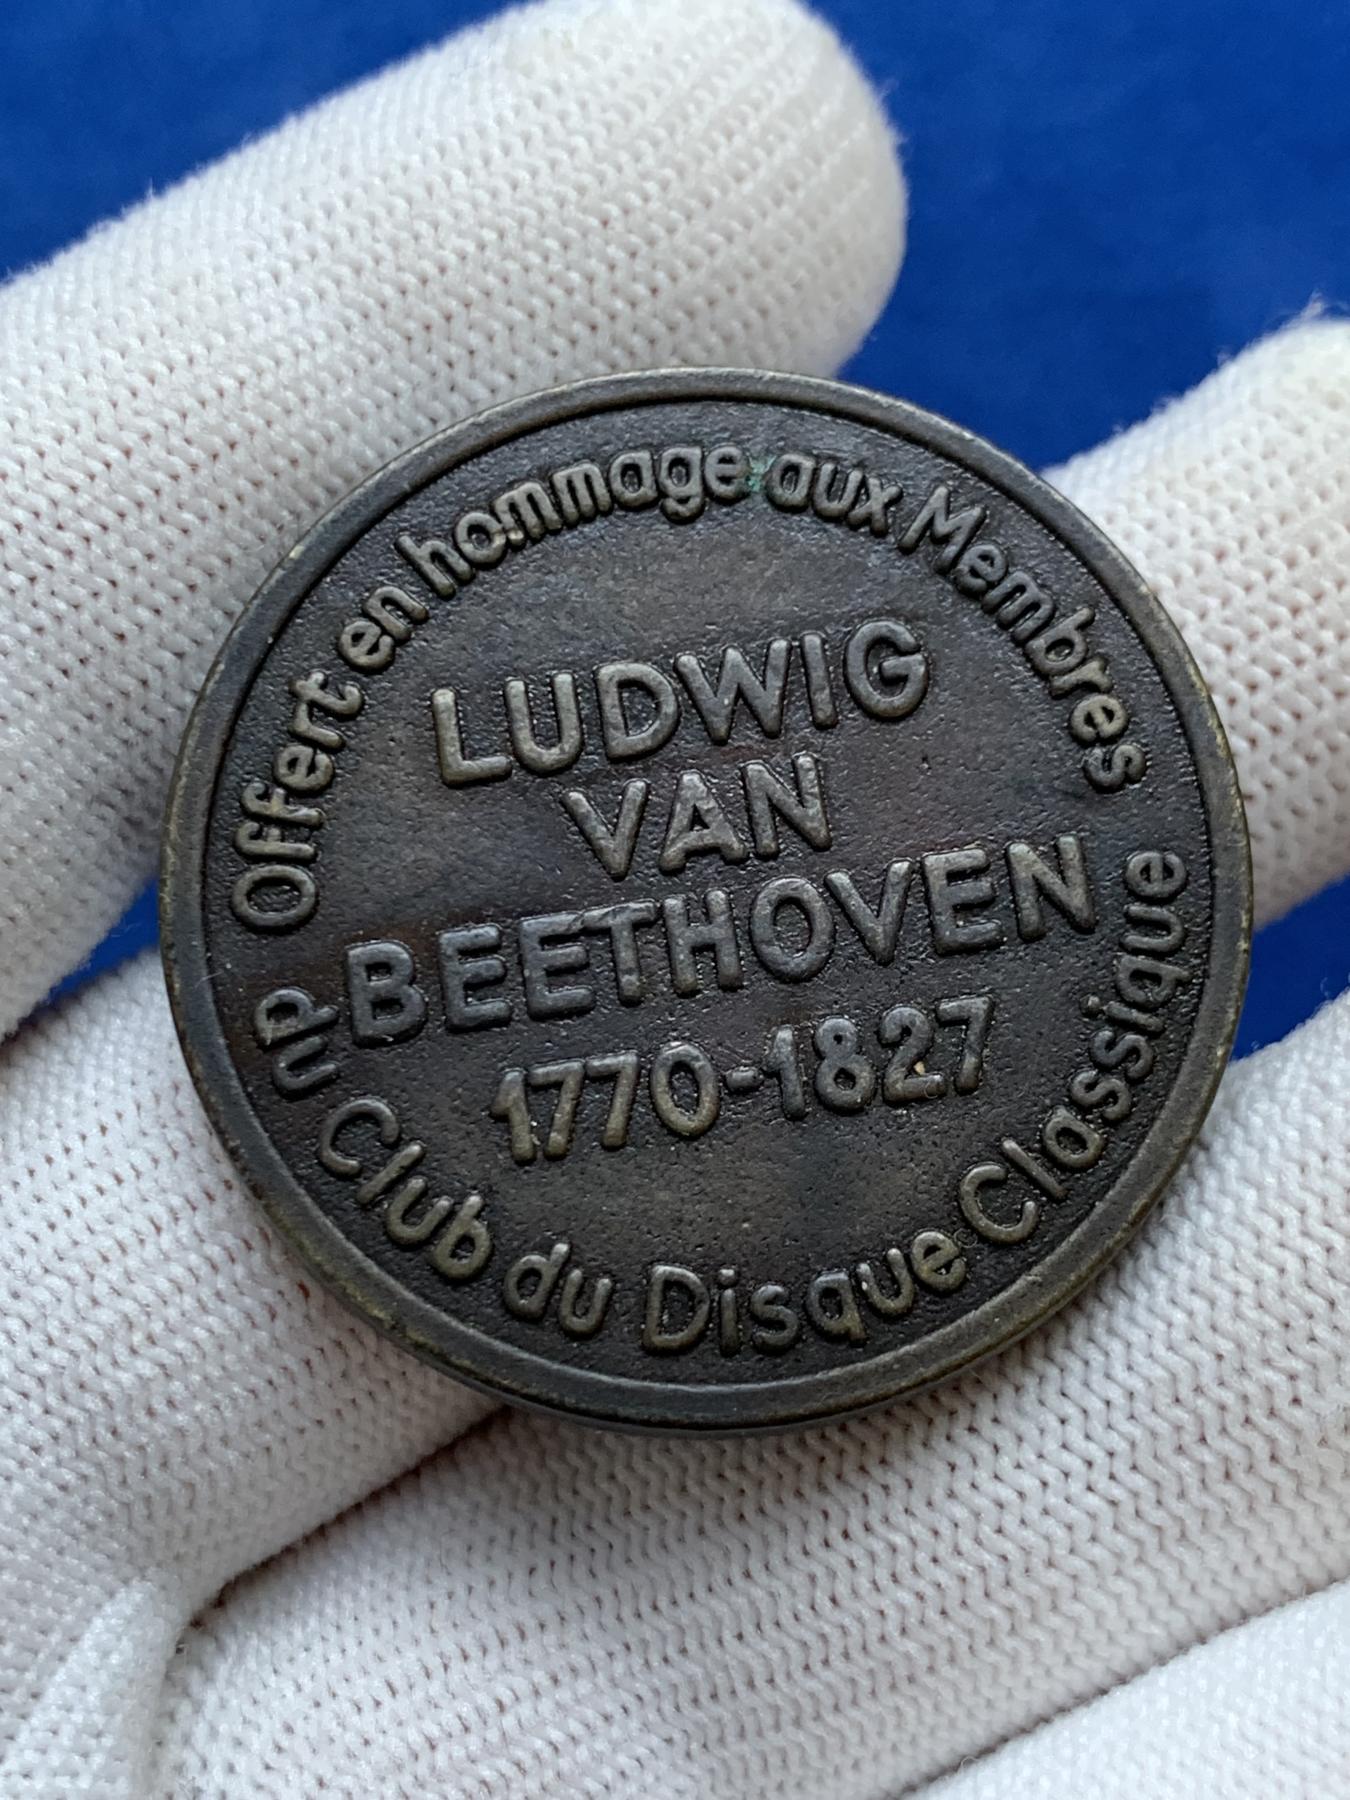 Offert en hommage aux Membres
LUDWIG
VAN
BEETHOVEN
1770-1827
du Club du Disque Classique